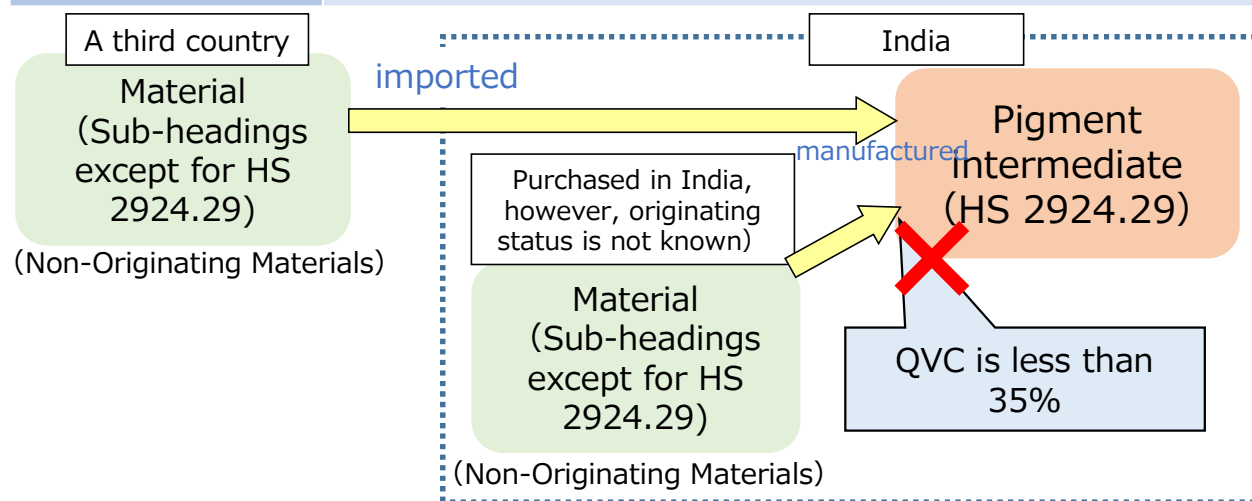 A third country
India
imported
Material
（Sub-headings
except for HS
2924.29)
（Non-Originating Materials）
manufactured
Pigment
intermediate
（HS 2924.29）
Purchased in India,
however, originating
status is not known）
Material
（Sub-headings
except for HS
2924.29)
（Non-Originating Materials）
QVC is less than
35%